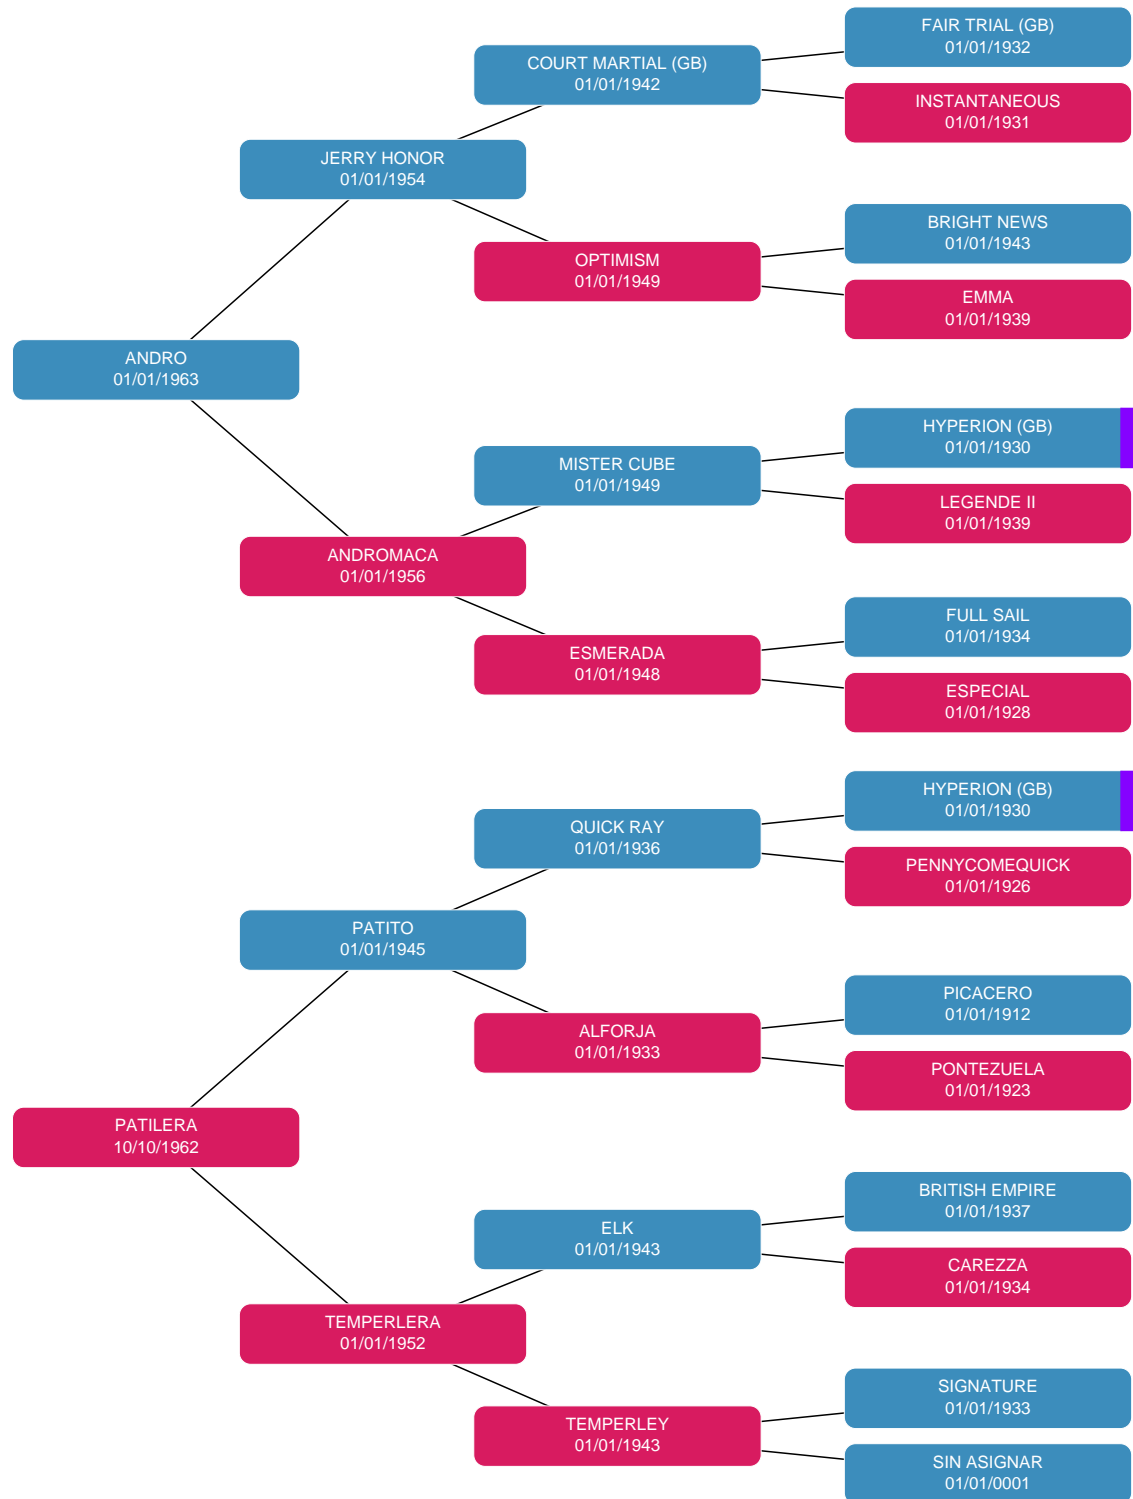 FAIR TRIAL (GB)
01/01/1932
COURT MARTIAL (GB)
01/01/1942
INSTANTANEOUS
01/01/1931
JERRY HONOR
01/01/1954
BRIGHT NEWS
01/01/1943
OPTIMISM
01/01/1949
EMMA
01/01/1939
ANDRO
01/01/1963
HYPERION (GB)
01/01/1930
MISTER CUBE
01/01/1949
LEGENDE II
01/01/1939
ANDROMACA
01/01/1956
FULL SAIL
01/01/1934
ESMERADA
01/01/1948
ESPECIAL
01/01/1928
HYPERION (GB)
01/01/1930
QUICK RAY
01/01/1936
PENNYCOMEQUICK
01/01/1926
PATITO
01/01/1945
PICACERO
01/01/1912
ALFORJA
01/01/1933
PONTEZUELA
01/01/1923
PATILERA
10/10/1962
BRITISH EMPIRE
01/01/1937
ELK
01/01/1943
CAREZZA
01/01/1934
TEMPERLERA
01/01/1952
SIGNATURE
01/01/1933
TEMPERLEY
01/01/1943
SIN ASIGNAR
01/01/0001